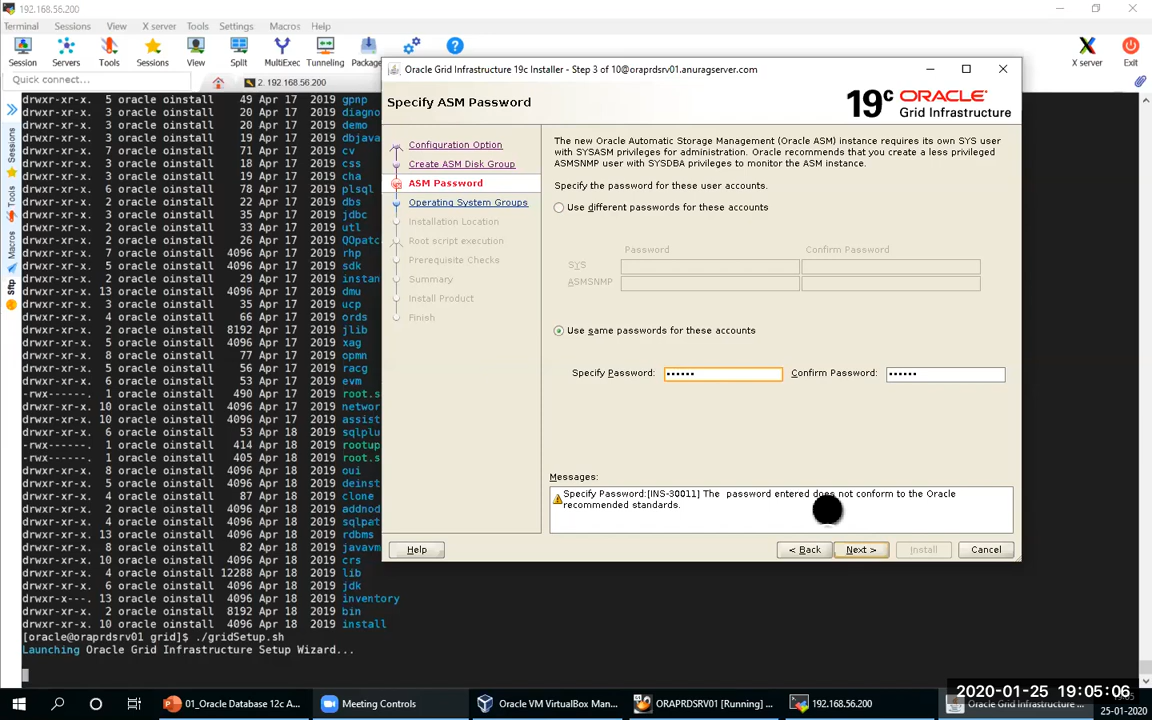 192.168.56.200
Terminal Sessions View X server Tools Settings Macros Help
Session Servers Tools Sessions View Split MultiExec Tunneling Package X server Exit
Quick connect...
2. 192.168.56.200
Sessions
Tools
Macros
Sftp
drwxr-xr-x. 5 oracle oinstall 49 Apr 17 2019 gpnp
drwxr-xr-x. 3 oracle oinstall 20 Apr 17 2019 diagno
drwxr-xr-x. 3 oracle oinstall 20 Apr 17 2019 demo
drwxr-xr-x. 3 oracle oinstall 90 Apr 17 2019 dbjava
drwxr-xr-x. 7 oracle oinstall 71 Apr 17 2019 cv
drwxr-xr-x. 3 oracle oinstall 32 Apr 17 2019 css
drwxr-xr-x. 3 oracle oinstall 19 Apr 17 2019 cha
drwxr-xr-x. 4 oracle oinstall 68 Apr 17 2019 plsql
drwxr-xr-x. 2 oracle oinstall 22 Apr 17 2019 dbs
drwxr-xr-x. 4 oracle oinstall 29 Apr 17 2019 jdbc
drwxr-xr-x. 2 oracle oinstall 33 Apr 17 2019 utl
drwxr-xr-x. 2 oracle oinstall 26 Apr 17 2019 QOpatc
drwxr-xr-x. 7 oracle oinstall 4096 Apr 17 2019 rhp
drwxr-xr-x. 4 oracle oinstall 30 Apr 17 2019 sdk
drwxr-xr-x. 2 oracle oinstall 29 Apr 17 2019 instan
drwxr-xr-x. 13 oracle oinstall 4096 Apr 17 2019 dmu
drwxr-xr-x. 3 oracle oinstall 4096 Apr 17 2019 ucp
drwxr-xr-x. 4 oracle oinstall 66 Apr 17 2019 ords
drwxr-xr-x. 2 oracle oinstall 8192 Apr 17 2019 jlib
drwxr-xr-x. 4 oracle oinstall 33 Apr 17 2019 xag
drwxr-xr-x. 8 oracle oinstall 77 Apr 17 2019 opmn
drwxr-xr-x. 5 oracle oinstall 56 Apr 17 2019 racg
drwxr-xr-x. 6 oracle oinstall 56 Apr 17 2019 evm
-rwx------. 1 oracle oinstall 490 Apr 17 2019 root.s
drwxr-xr-x. 10 oracle oinstall 4096 Apr 17 2019 networ
drwxr-xr-x. 10 oracle oinstall 4096 Apr 17 2019 assist
drwxr-xr-x. 6 oracle oinstall 53 Apr 17 2019 sqlplu
-rwx------. 1 oracle oinstall 414 Apr 18 2019 rootup
-rwx------. 1 oracle oinstall 405 Apr 18 2019 root.s
drwxr-xr-x. 8 oracle oinstall 4096 Apr 18 2019 oui
drwxr-xr-x. 4 oracle oinstall 87 Apr 18 2019 clone
drwxr-xr-x. 4 oracle oinstall 4096 Apr 18 2019 addnod
drwxr-xr-x. 4 oracle oinstall 4096 Apr 18 2019 sqlpat
drwxr-xr-x. 13 oracle oinstall 4096 Apr 18 2019 rdbms
drwxr-xr-x. 7 oracle oinstall 82 Apr 18 2019 javavm
drwxr-xr-x. 10 oracle oinstall 4096 Apr 18 2019 crs
drwxr-xr-x. 4 oracle oinstall 12288 Apr 18 2019 lib
drwxr-xr-x. 6 oracle oinstall 4096 Apr 18 2019 jdk
drwxr-x---. 13 oracle oinstall 4096 Apr 18 2019 inventory
drwxr-xr-x. 2 oracle oinstall 8192 Apr 18 2019 bin
drwxr-xr-x. 10 oracle oinstall 4096 Apr 18 2019 install
[oracle@oraprdsrv01 grid]$ ./gridSetup.sh
Launching Oracle Grid Infrastructure Setup Wizard...
Oracle Grid Infrastructure 19c Installer - Step 3 of 10@oraprdsrv01.anuragserver.com
Specify ASM Password
19c ORACLE
Grid Infrastructure
Configuration Option
Create ASM Disk Group
ASM Password
Operating System Groups
Installation Location
Root script execution
Prerequisite Checks
Summary
Install Product
Finish
The new Oracle Automatic Storage Management (Oracle ASM) instance requires its own SYS user
with SYSASM privileges for administration. Oracle recommends that you create a less privileged
ASMSNMP user with SYSDBA privileges to monitor the ASM instance.
Specify the password for these user accounts.
Use different passwords for these accounts
Password Confirm Password
SYS
ASMSNMP
Use same passwords for these accounts
Specify Password: •••••• Confirm Password: ••••••
Messages:
Specify Password:[INS-30011] The password entered does not conform to the Oracle
recommended standards.
Help < Back Next > Install Cancel
01_Oracle Database 12c A... Meeting Controls Oracle VM VirtualBox Man... ORAPRDSRV01 [Running] ... 192.168.56.200 Oracle Grid Infrastructure ...
2020-01-25 19:05:06
25-01-2020